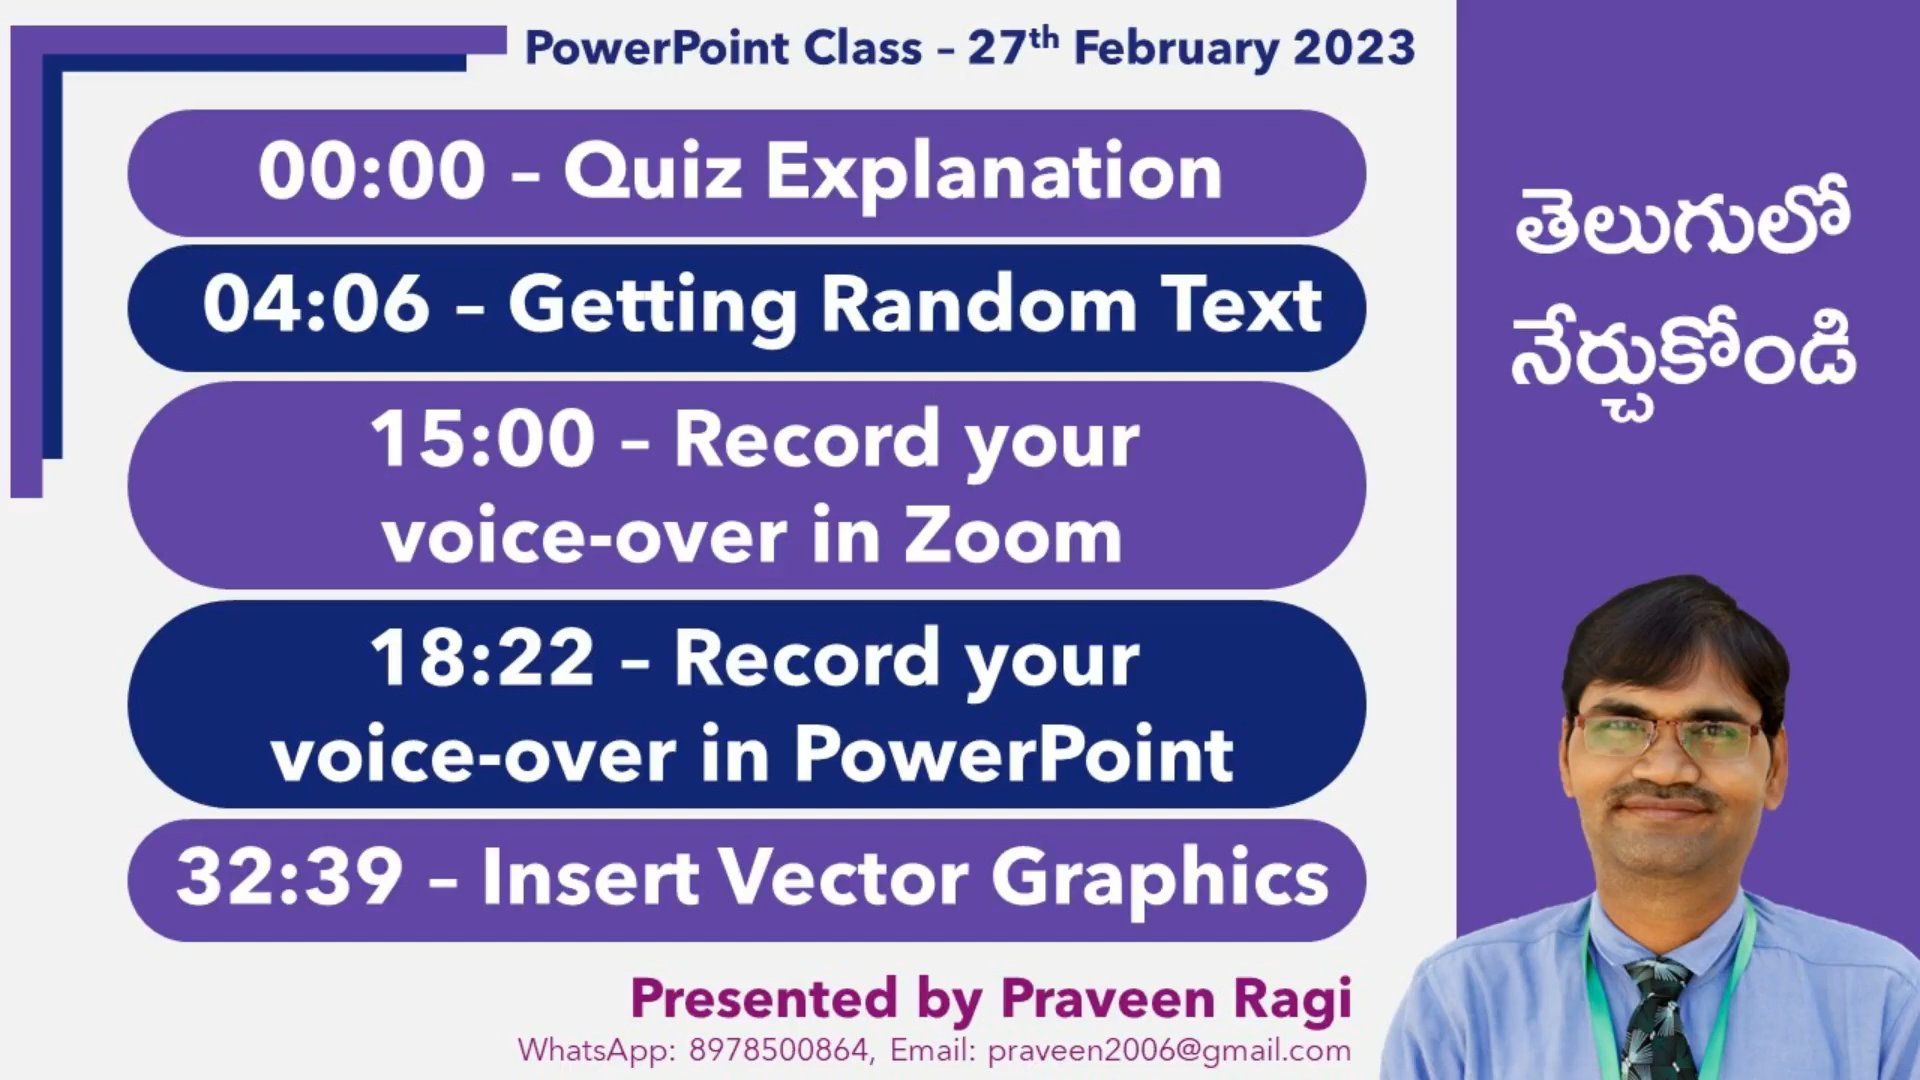 PowerPoint Class – 27th February 2023
00:00 – Quiz Explanation
04:06 – Getting Random Text
15:00 – Record your
voice-over in Zoom
18:22 – Record your
voice-over in PowerPoint
32:39 – Insert Vector Graphics
Presented by Praveen Ragi
WhatsApp: 8978500864, Email: praveen2006@gmail.com
తెలుగులో
నేర్చుకోండి